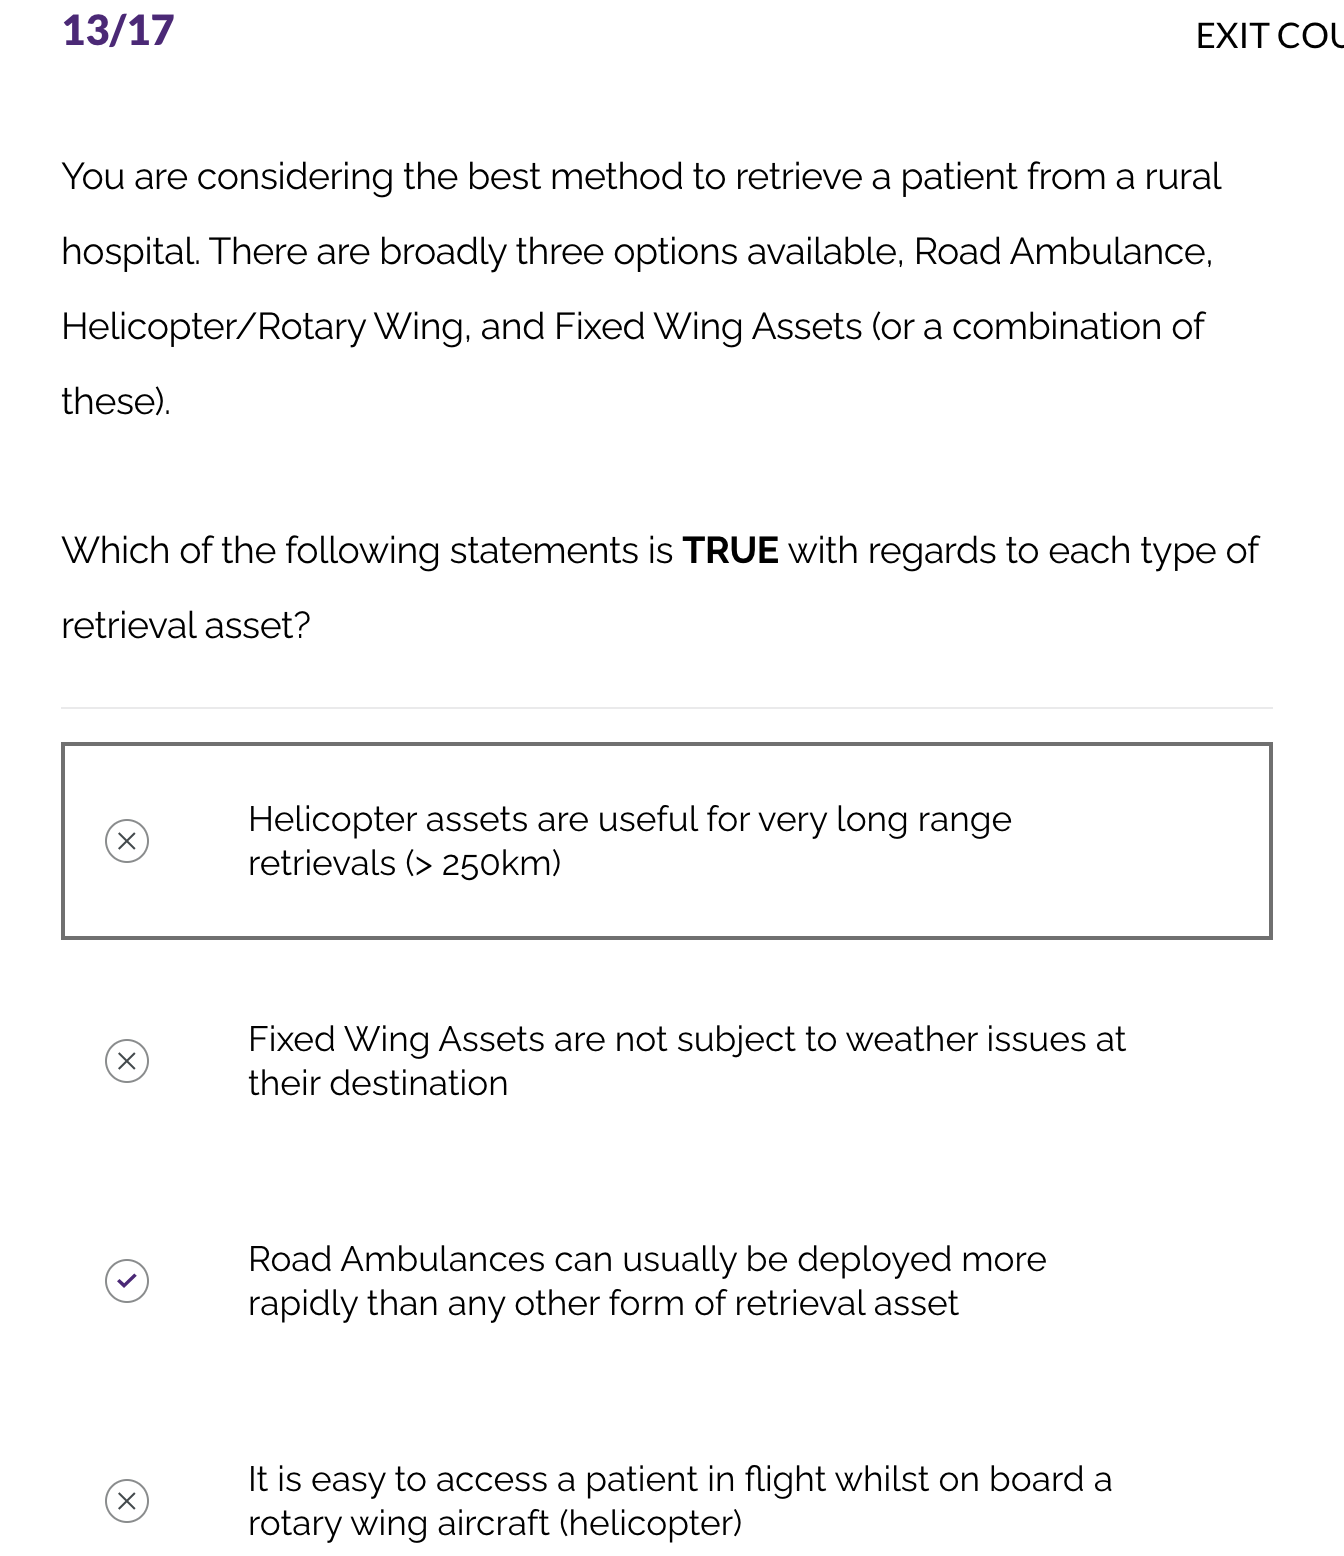 13/17
EXIT COU
You are considering the best method to retrieve a patient from a rural
hospital. There are broadly three options available, Road Ambulance,
Helicopter/Rotary Wing, and Fixed Wing Assets (or a combination of
these).
Which of the following statements is TRUE with regards to each type of
retrieval asset?
Helicopter assets are useful for very long range
retrievals (> 250km)
Fixed Wing Assets are not subject to weather issues at
their destination
Road Ambulances can usually be deployed more
rapidly than any other form of retrieval asset
It is easy to access a patient in flight whilst on board a
rotary wing aircraft (helicopter)